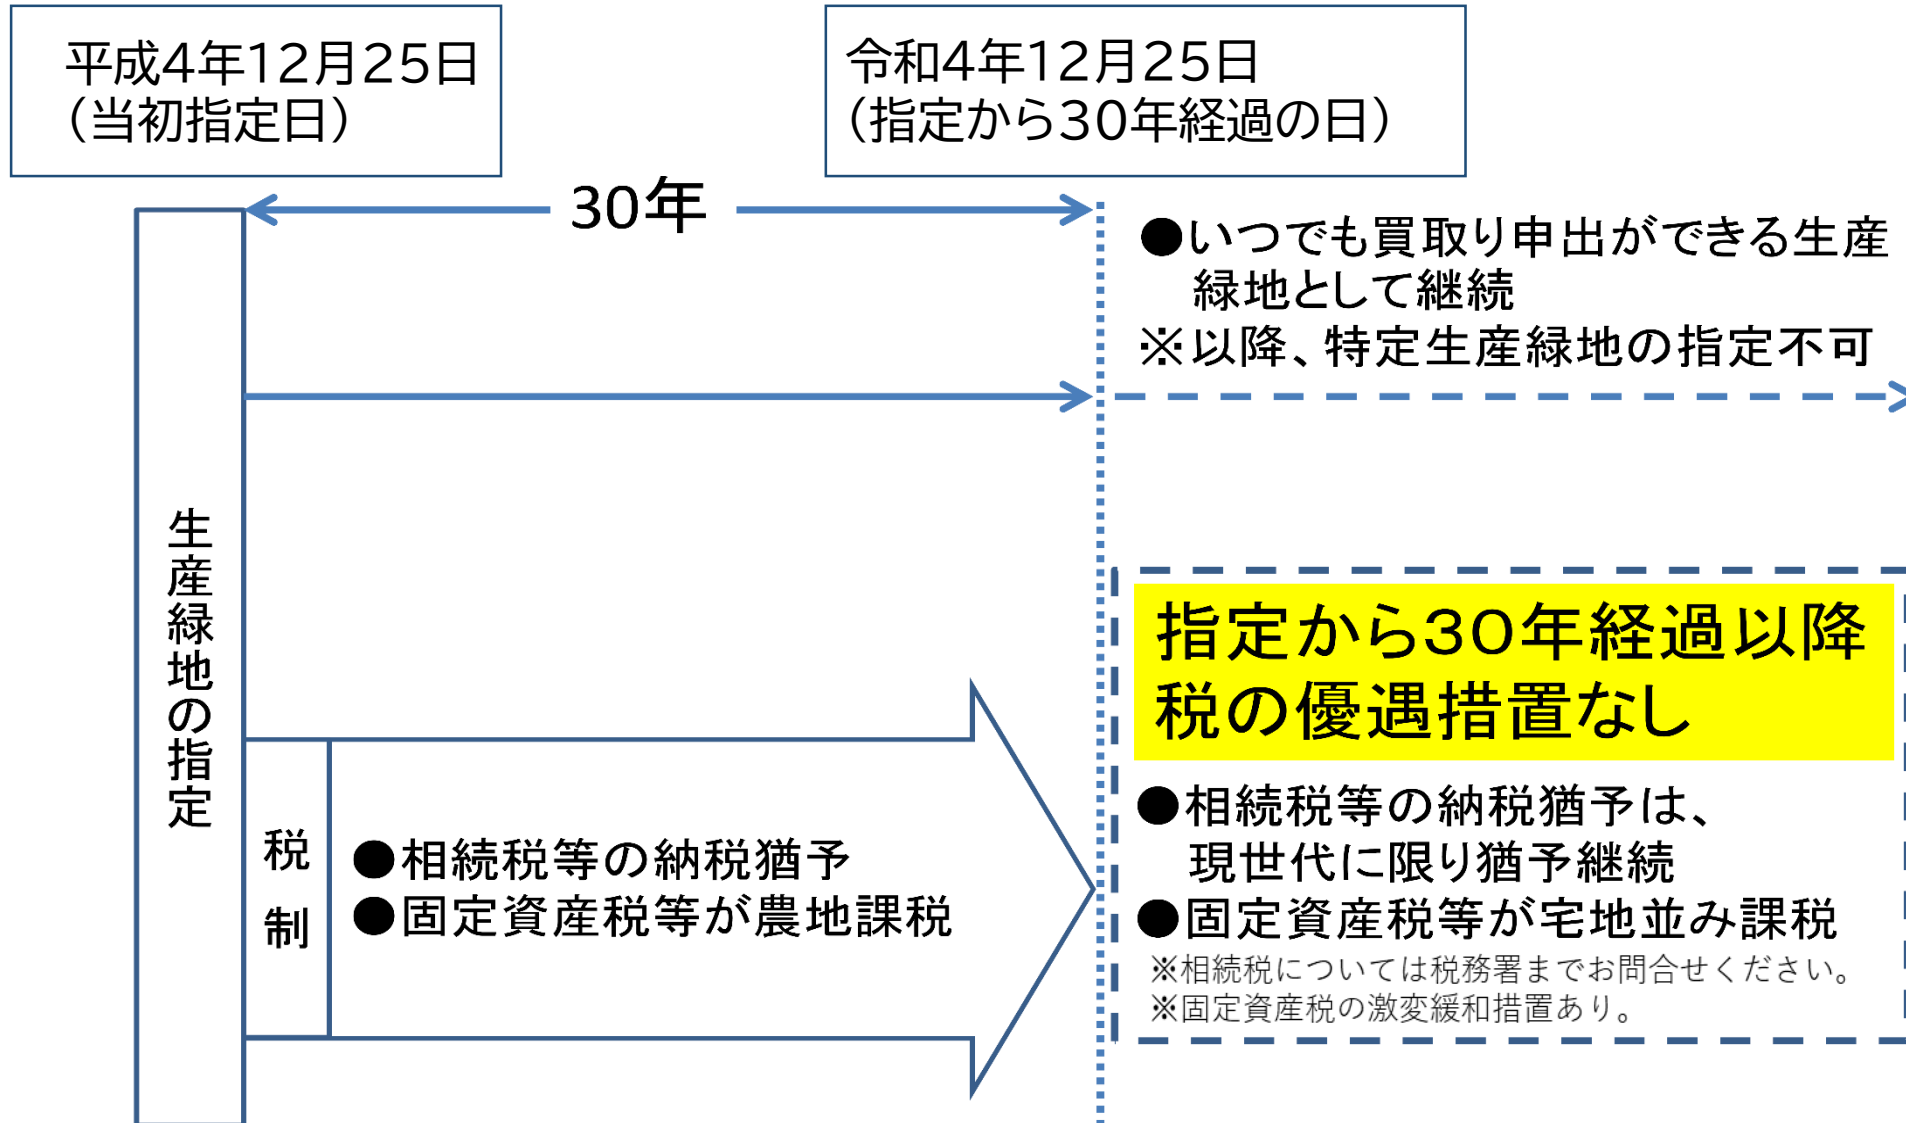 平成4年12月25日
（当初指定日）
令和4年12月25日
（指定から30年経過の日）
30年
●いつでも買取り申出ができる生産
緑地として継続
※以降、特定生産緑地の指定不可
生産緑地の指定
税制
●相続税等の納税猶予
●固定資産税等が農地課税
指定から30年経過以降
税の優遇措置なし
●相続税等の納税猶予は、
現世代に限り猶予継続
●固定資産税等が宅地並み課税
※相続税については税務署までお問合せください。
※固定資産税の激変緩和措置あり。